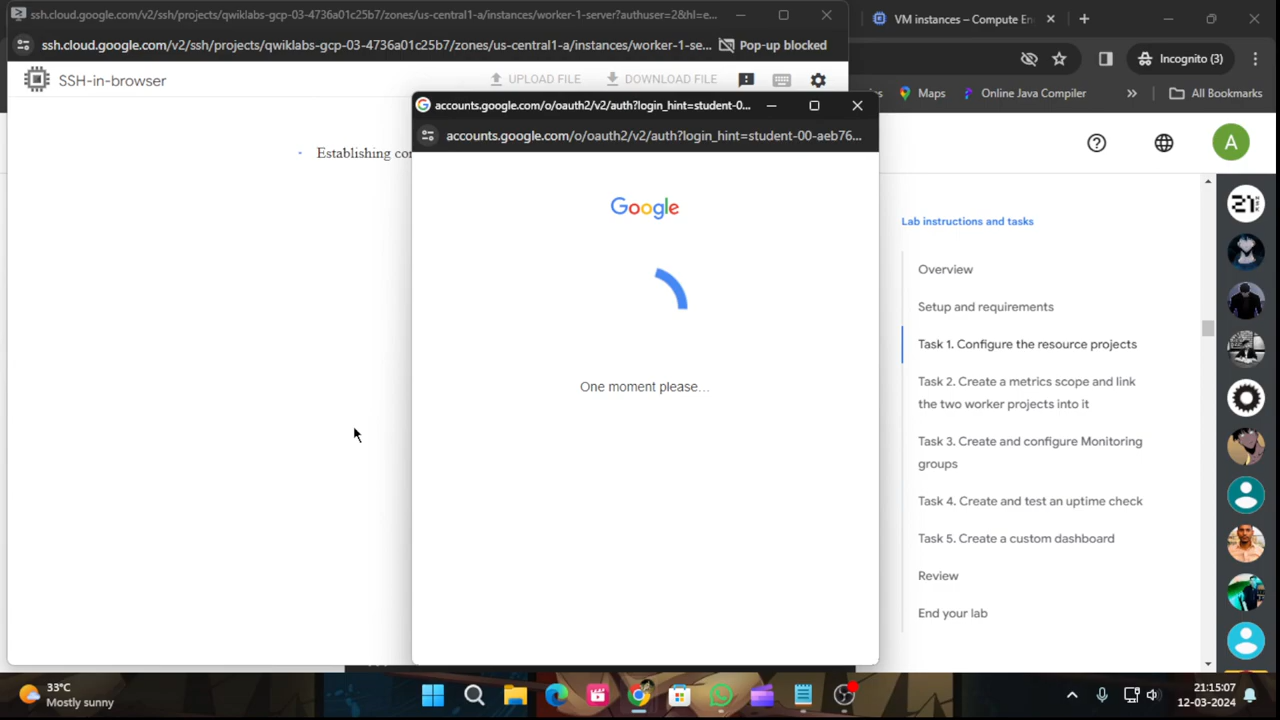 ssh.cloud.google.com/v2/ssh/projects/qwiklabs-gcp-03-4736a01c25b7/zones/us-central1-a/instances/worker-1-server?authuser=2&hl=e...
VM instances – Compute En
ssh.cloud.google.com/v2/ssh/projects/qwiklabs-gcp-03-4736a01c25b7/zones/us-central1-a/instances/worker-1-se...
Pop-up blocked
Incognito (3)
SSH-in-browser
UPLOAD FILE
DOWNLOAD FILE
Maps
Online Java Compiler
»
All Bookmarks
accounts.google.com/o/oauth2/v2/auth?login_hint=student-0...
accounts.google.com/o/oauth2/v2/auth?login_hint=student-00-aeb76...
A
Establishing
Google
One moment please...
Lab instructions and tasks
Overview
Setup and requirements
Task 1. Configure the resource projects
Task 2. Create a metrics scope and link
the two worker projects into it
Task 3. Create and configure Monitoring
groups
Task 4. Create and test an uptime check
Task 5. Create a custom dashboard
Review
End your lab
21
33°C
Mostly sunny
21:15:07
12-03-2024